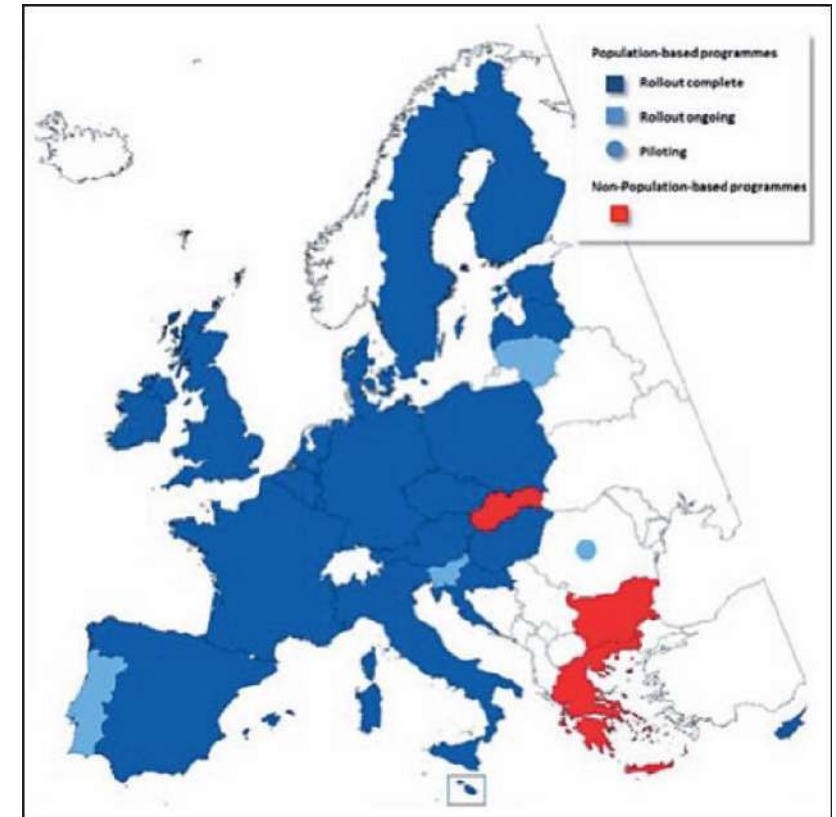 Population-based programmes
Rollout complete
Rollout ongoing
Piloting
Non-Population-based programmes